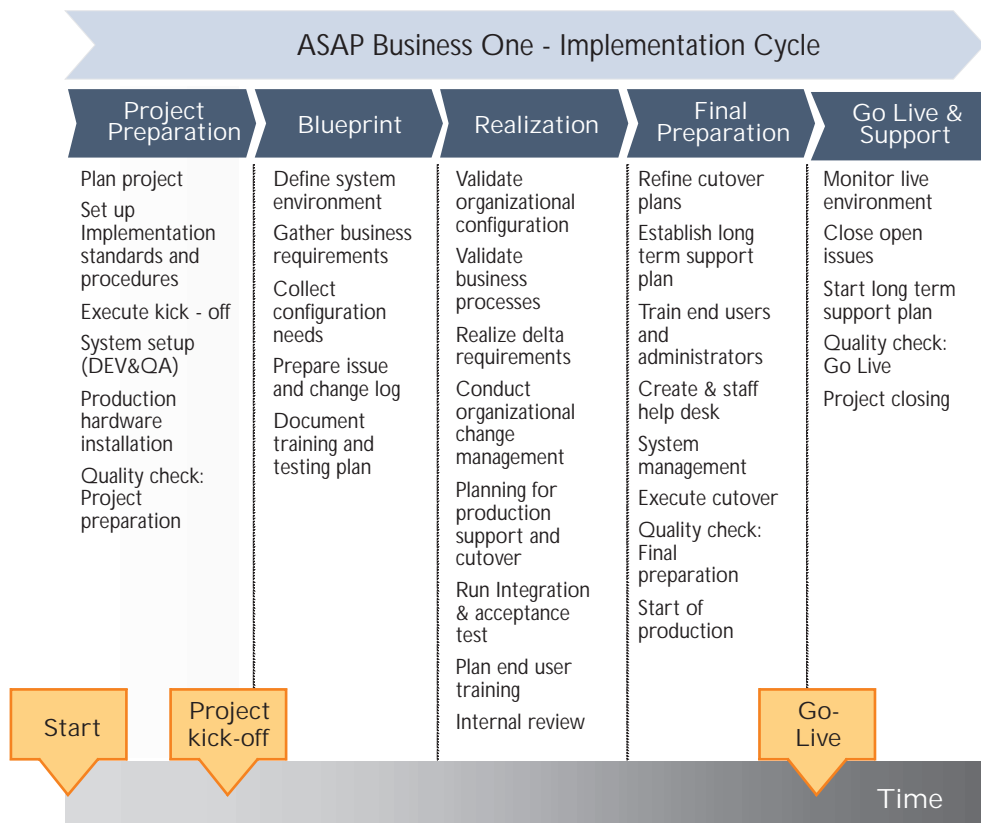 ASAP Business One - Implementation Cycle
Project
Preparation
Blueprint
Realization
Final
Preparation
Go Live &
Support
Plan project
Set up
Implementation
standards and
procedures
Execute kick - off
System setup
(DEV&QA)
Production
hardware
installation
Quality check:
Project
preparation
Define system
environment
Gather business
requirements
Collect
configuration
needs
Prepare issue
and change log
Document
training and
testing plan
Validate
organizational
configuration
Validate
business
processes
Realize delta
requirements
Conduct
organizational
change
management
Planning for
production
support and
cutover
Run Integration
& acceptance
test
Plan end user
training
Internal review
Refine cutover
plans
Establish long
term support
plan
Train end users
and
administrators
Create & staff
help desk
System
management
Execute cutover
Quality check:
Final
preparation
Start of
production
Monitor live
environment
Close open
issues
Start long term
support plan
Quality check:
Go Live
Project closing
Start
Project
kick-off
Go-
Live
Time